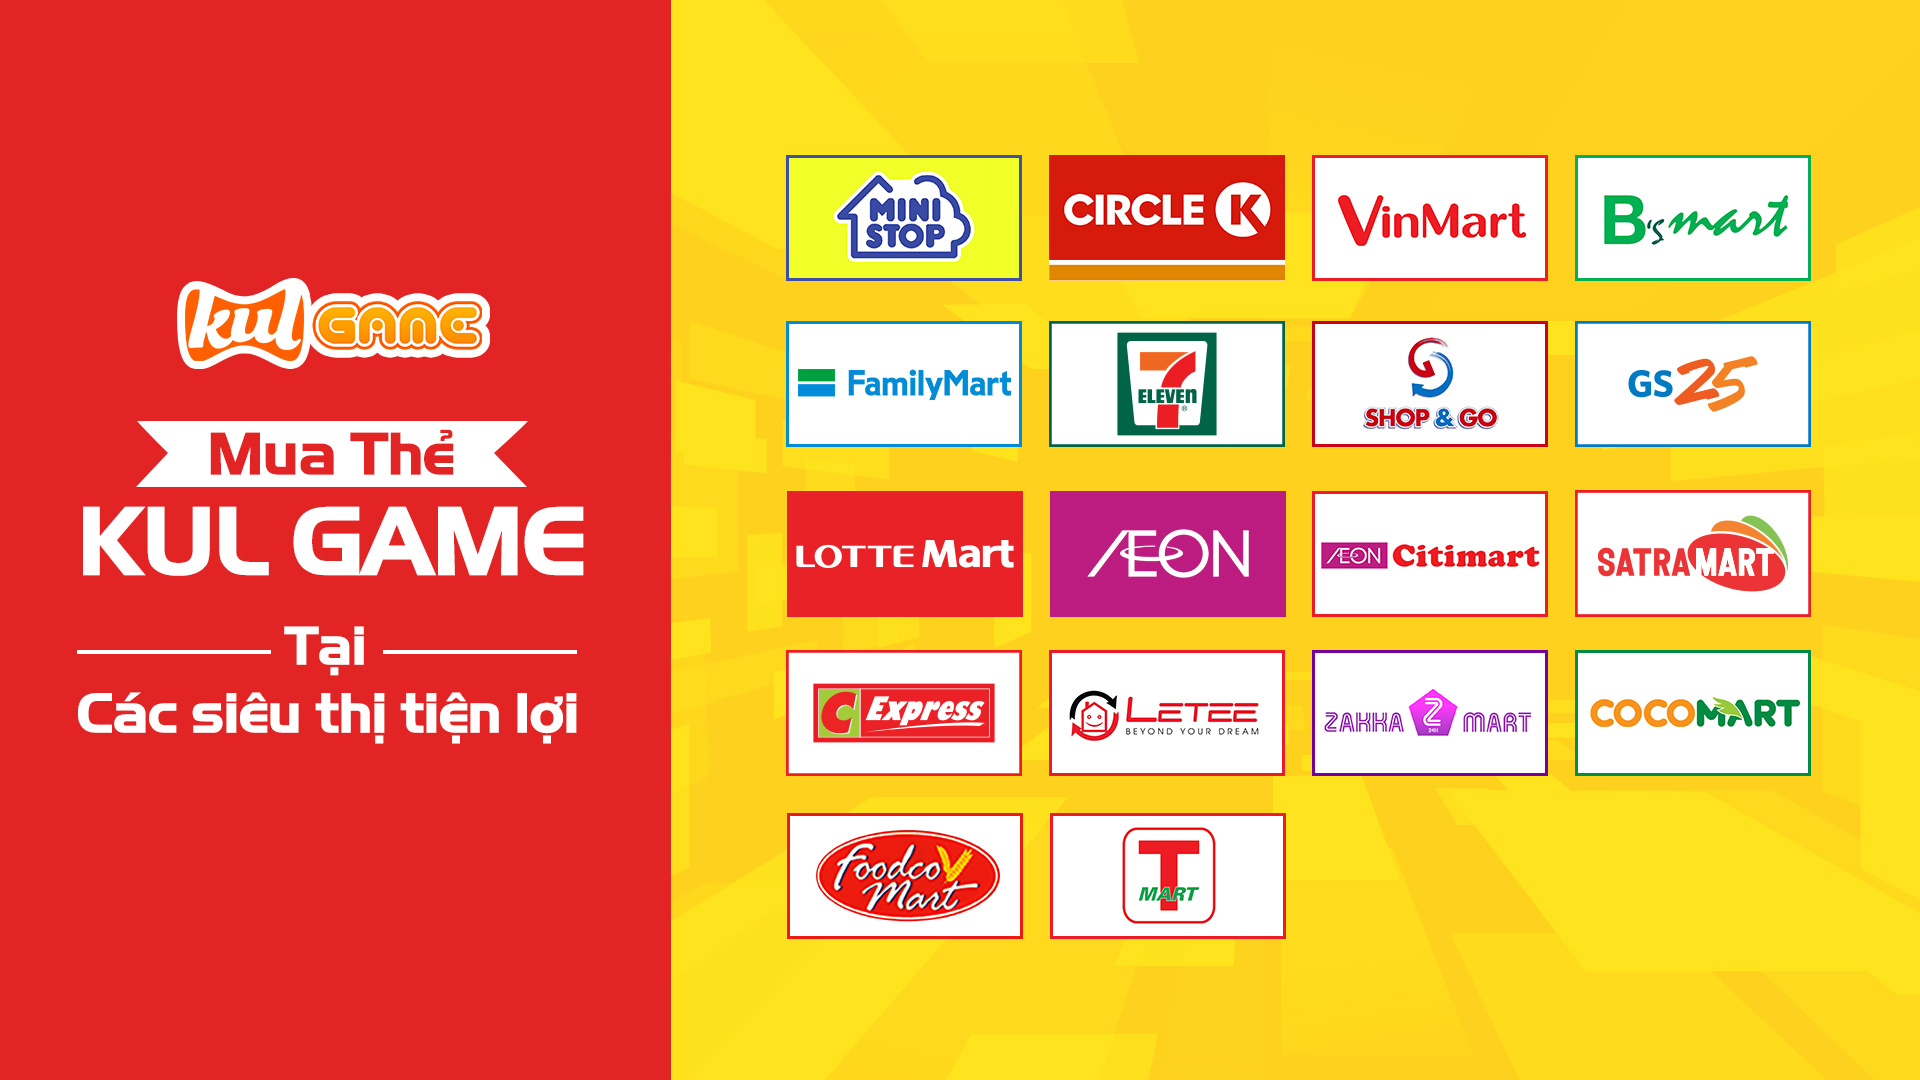 kul GAME
Mua Thẻ
KUL GAME
Tại
Các siêu thị tiện lợi
MINI
STOP
CIRCLE K
VinMart
B's mart
FamilyMart
7
ELEVEN
®
SHOP & GO
GS25
LOTTE Mart
ÆON
ÆON Citimart
SATRAMART
C Express
LETEE
BEYOND YOUR DREAM
ZAKKA Z MART
COCOMART
Foodco
Mart
T
MART